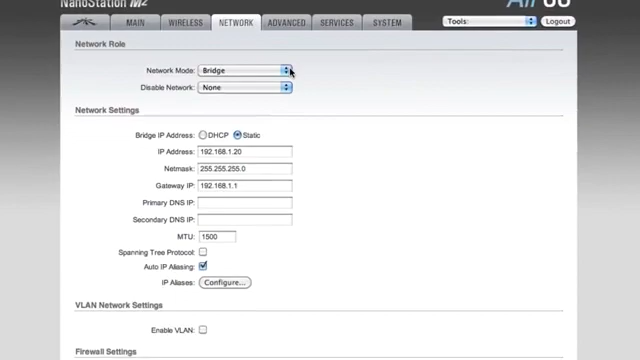 NanoStation M2
MAIN WIRELESS NETWORK ADVANCED SERVICES SYSTEM Tools: Logout
Network Role
Network Mode: Bridge
Disable Network: None
Network Settings
Bridge IP Address: DHCP Static
IP Address: 192.168.1.20
Netmask: 255.255.255.0
Gateway IP: 192.168.1.1
Primary DNS IP:
Secondary DNS IP:
MTU: 1500
Spanning Tree Protocol:
Auto IP Aliasing:
IP Aliases: Configure...
VLAN Network Settings
Enable VLAN:
Firewall Settings